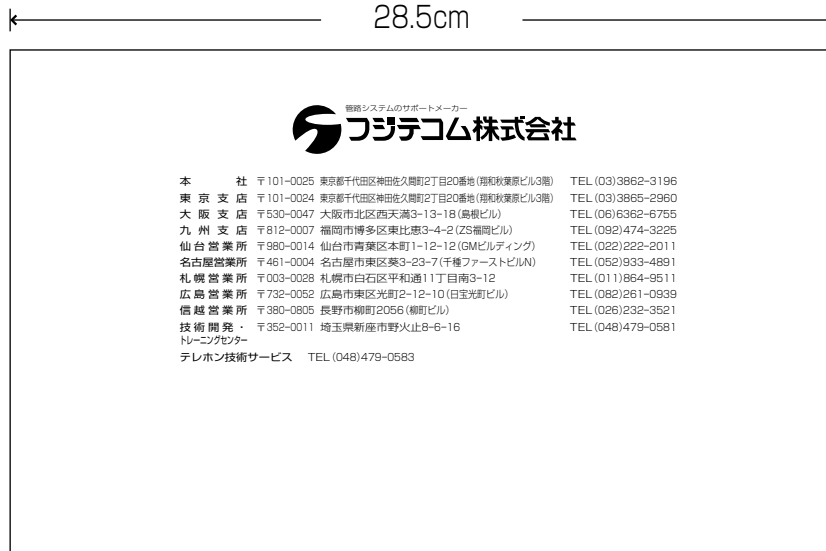 28.5cm
管路システムのサポートメーカー
フジテコム株式会社
本社 〒101-0025 東京都千代田区神田佐久間町2丁目20番地(翔和秋葉原ビル3階) TEL(03)3862-3196
東京支店 〒101-0024 東京都千代田区神田佐久間町2丁目20番地(翔和秋葉原ビル3階) TEL(03)3865-2960
大阪支店 〒530-0047 大阪市北区西天満3-13-18(島根ビル) TEL(06)6362-6755
九州支店 〒812-0007 福岡市博多区東比恵3-4-2(ZS福岡ビル) TEL(092)474-3225
仙台営業所 〒980-0014 仙台市青葉区本町1-12-12(GMビルディング) TEL(022)222-2011
名古屋営業所 〒461-0004 名古屋市東区葵3-23-7(千種ファーストビルN) TEL(052)933-4891
札幌営業所 〒003-0028 札幌市白石区平和通11丁目南3-12 TEL(011)864-9511
広島営業所 〒732-0052 広島市東区光町2-12-10(日宝光町ビル) TEL(082)261-0939
信越営業所 〒380-0805 長野市柳町2056(柳町ビル) TEL(026)232-3521
技術開発・ 〒352-0011 埼玉県新座市野火止8-6-16 TEL(048)479-0581
トレーニングセンター
テレホン技術サービス TEL(048)479-0583